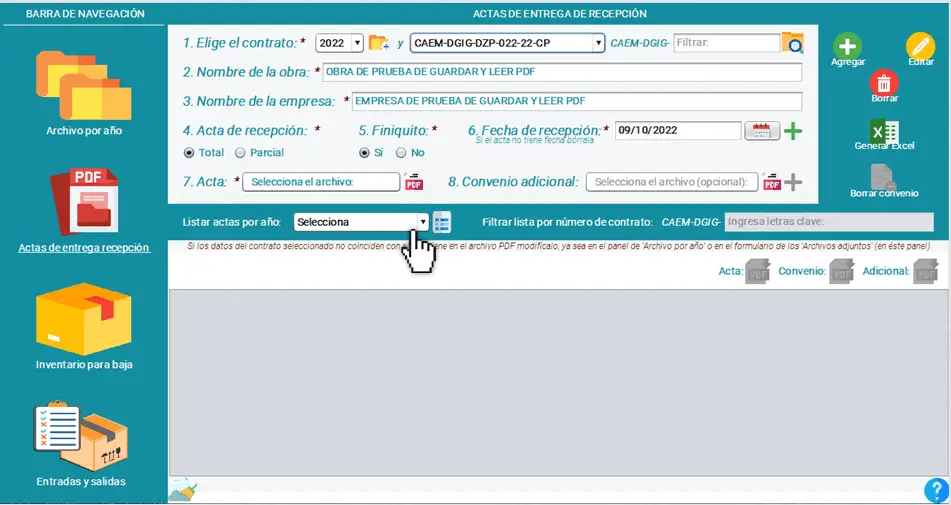 BARRA DE NAVEGACIÓN
ACTAS DE ENTREGA DE RECEPCIÓN
1. Elige el contrato: * 2022 y CAEM-DGIG-DZP-022-22-CP CAEM-DGIG- Filtrar:
Agregar
Editar
2. Nombre de la obra: * OBRA DE PRUEBA DE GUARDAR Y LEER PDF
Borrar
3. Nombre de la empresa: * EMPRESA DE PRUEBA DE GUARDAR Y LEER PDF
Archivo por año
4. Acta de recepción: * 5. Finiquito: * 6. Fecha de recepción: * 09/10/2022
Si el acta no tiene fecha bórrala
Generar Excel
Total Parcial Si No
7. Acta: * Selecciona el archivo: PDF 8. Convenio adicional: Selecciona el archivo (opcional): PDF
Borrar convenio
PDF
Listar actas por año: Selecciona Filtrar lista por número de contrato: CAEM-DGIG- Ingresa letras clave:
Actas de entrega recepción
Si los datos del contrato seleccionado no coinciden con ene en el archivo PDF modifícalo, ya sea en el panel de 'Archivo por año' o en el formulario de los 'Archivos adjuntos' (en éste panel)
Acta: PDF Convenio: PDF Adicional: PDF
Inventario para baja
Entradas y salidas
?